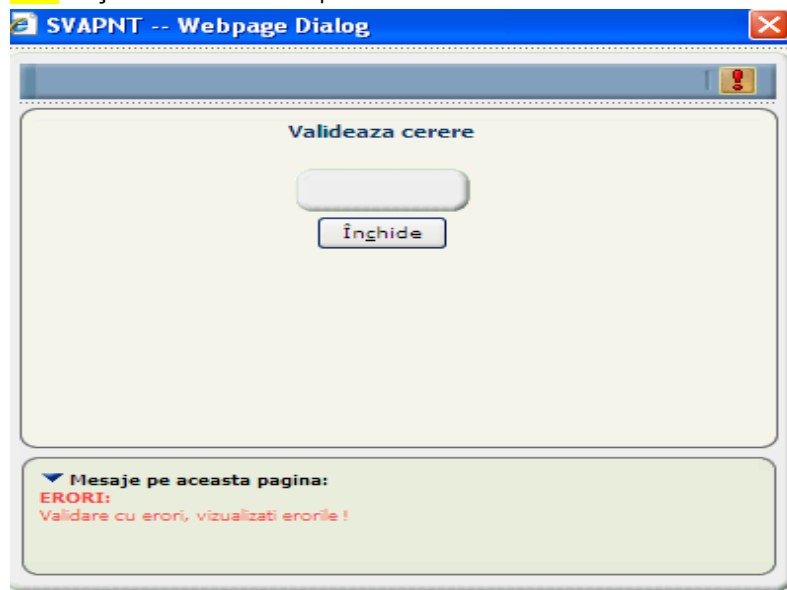 SVAPNT -- Webpage Dialog
Valideaza cerere
Închide
Mesaje pe aceasta pagina:
ERORI:
Validare cu erori, vizualizati erorile !